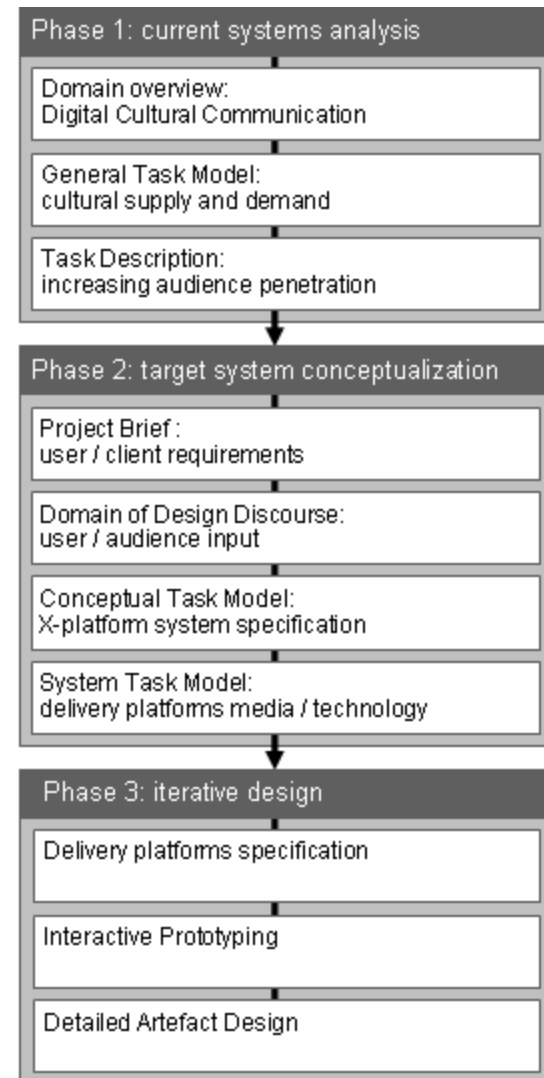 Phase 1: current systems analysis
Domain overview:
Digital Cultural Communication
General Task Model:
cultural supply and demand
Task Description:
increasing audience penetration
Phase 2: target system conceptualization
Project Brief :
user / client requirements
Domain of Design Discourse:
user / audience input
Conceptual Task Model:
X-platform system specification
System Task Model:
delivery platforms media / technology
Phase 3: iterative design
Delivery platforms specification
Interactive Prototyping
Detailed Artefact Design